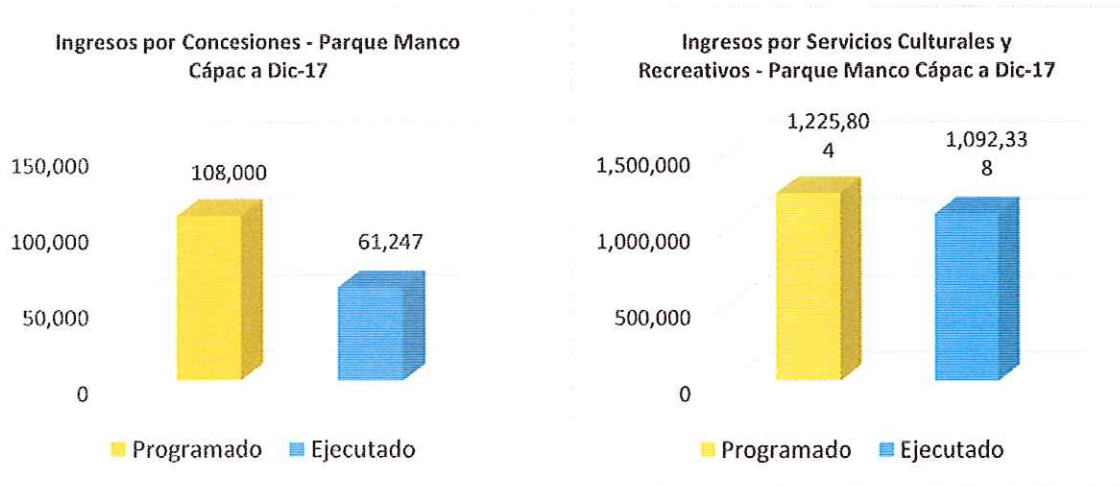 Ingresos por Concesiones - Parque Manco
Cápac a Dic-17
150,000
100,000
50,000
0
108,000
61,247
Programado
Ejecutado
Ingresos por Servicios Culturales y
Recreativos - Parque Manco Cápac a Dic-17
1,500,000
1,000,000
500,000
0
1,225,80
4
1,092,33
8
Programado
Ejecutado